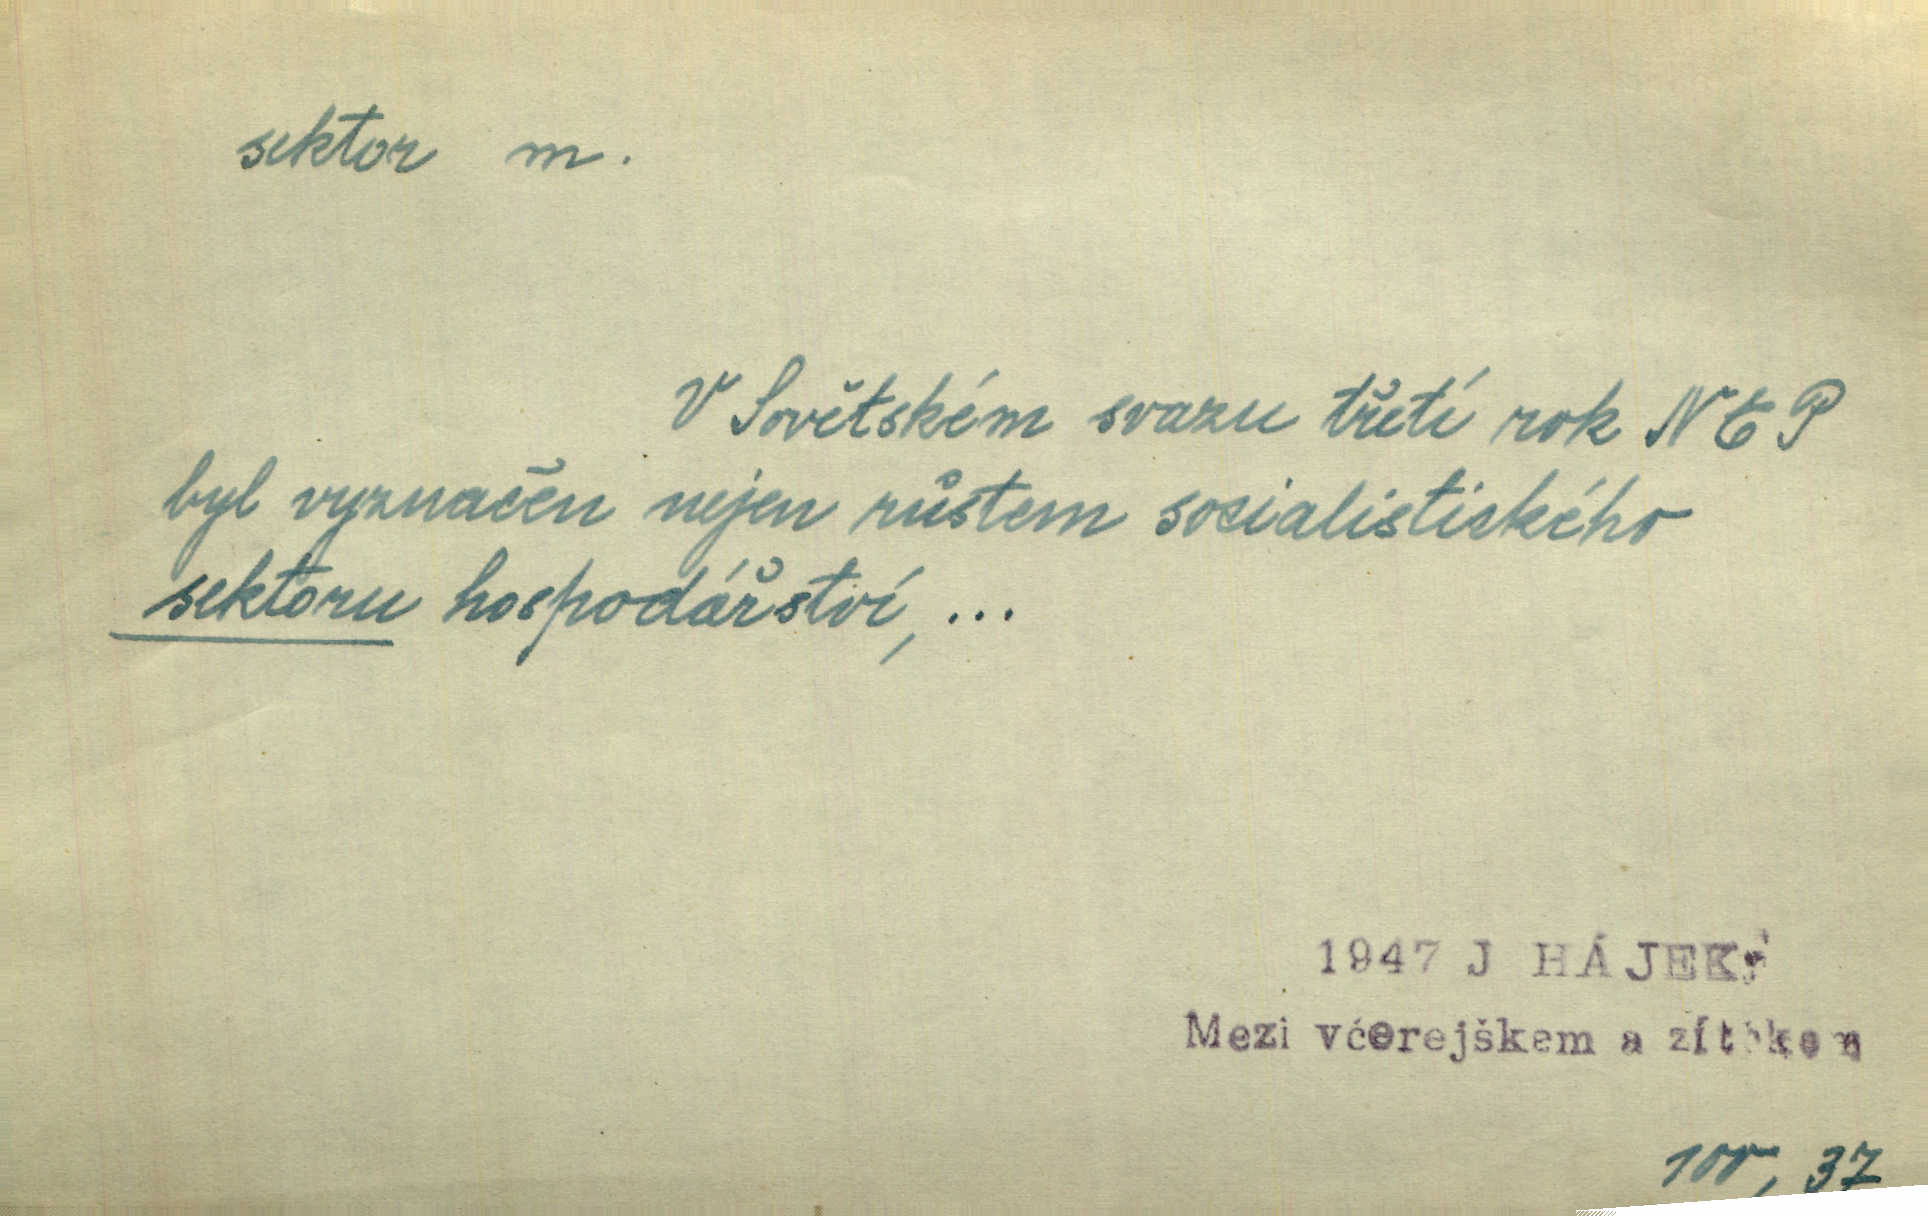 sektor m.
V Sovětském svazu třetí rok NEP
byl vyznačen nejen růstem socialistického
sektoru hospodářství, ...
1947 J HÁJEK
Mezi včerejškem a zítřkem
100, 37